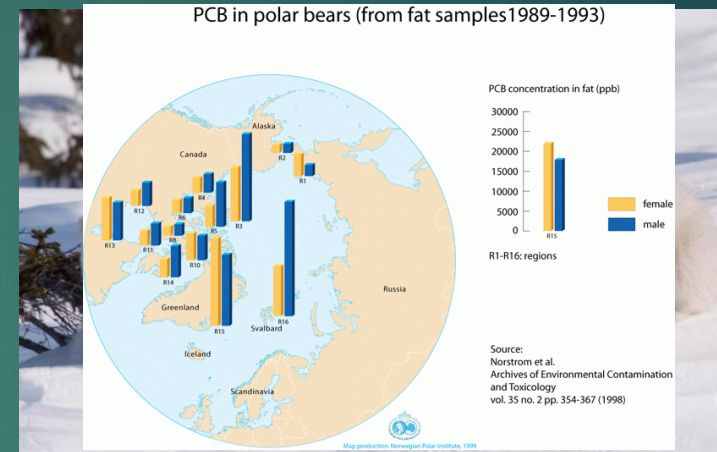 PCB in polar bears (from fat samples1989-1993)
PCB concentration in fat (ppb)
30000
25000
20000
15000
10000
5000
0
R15
female
male
R1-R16: regions
Alaska
Canada
R2
R1
R4
R12
R6
R5
R3
R13
R11
R8
R10
R14
Russia
Greenland
R15
R16
Svalbard
Iceland
Scandinavia
Source:
Norstrom et al.
Archives of Environmental Contamination
and Toxicology
vol. 35 no. 2 pp. 354-367 (1998)
Map production: Norwegian Polar Institute, 1999